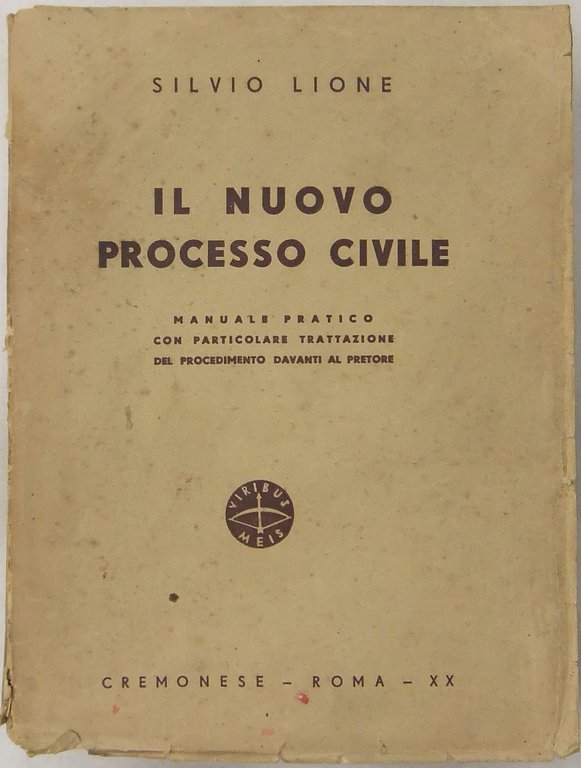 SILVIO LIONE
IL NUOVO
PROCESSO CIVILE
MANUALE PRATICO
CON PARTICOLARE TRATTAZIONE
DEL PROCEDIMENTO DAVANTI AL PRETORE
VIRIBUS
MEIS
CREMONESE – ROMA – XX